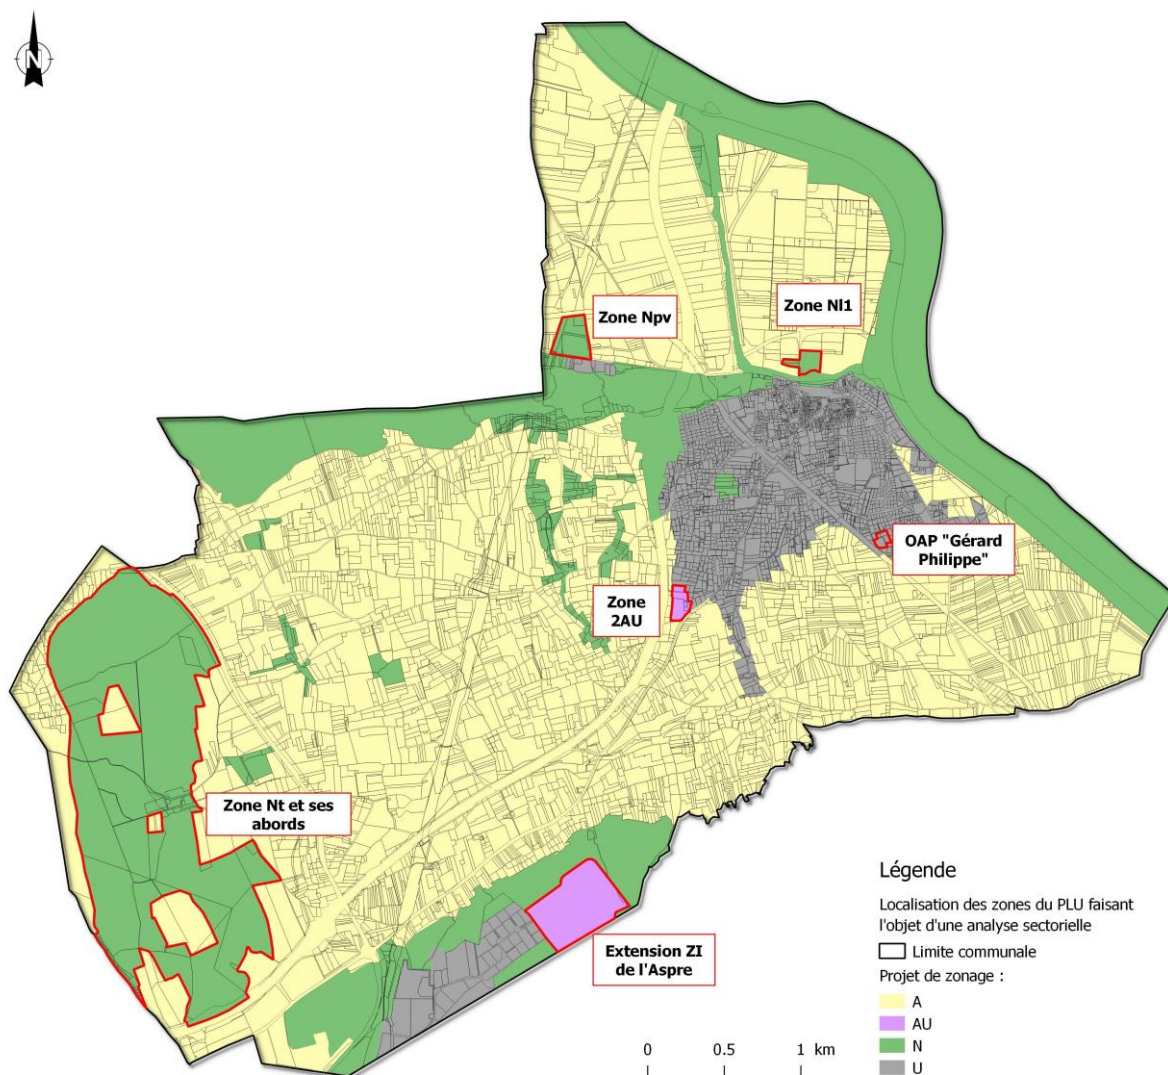 N
Zone Npv
Zone Nl1
OAP "Gérard
Philippe"
Zone
2AU
Zone Nt et ses
abords
Extension ZI
de l'Aspre
Légende
Localisation des zones du PLU faisant
l'objet d'une analyse sectorielle
Limite communale
Projet de zonage :
A
AU
N
U
0 0.5 1 km